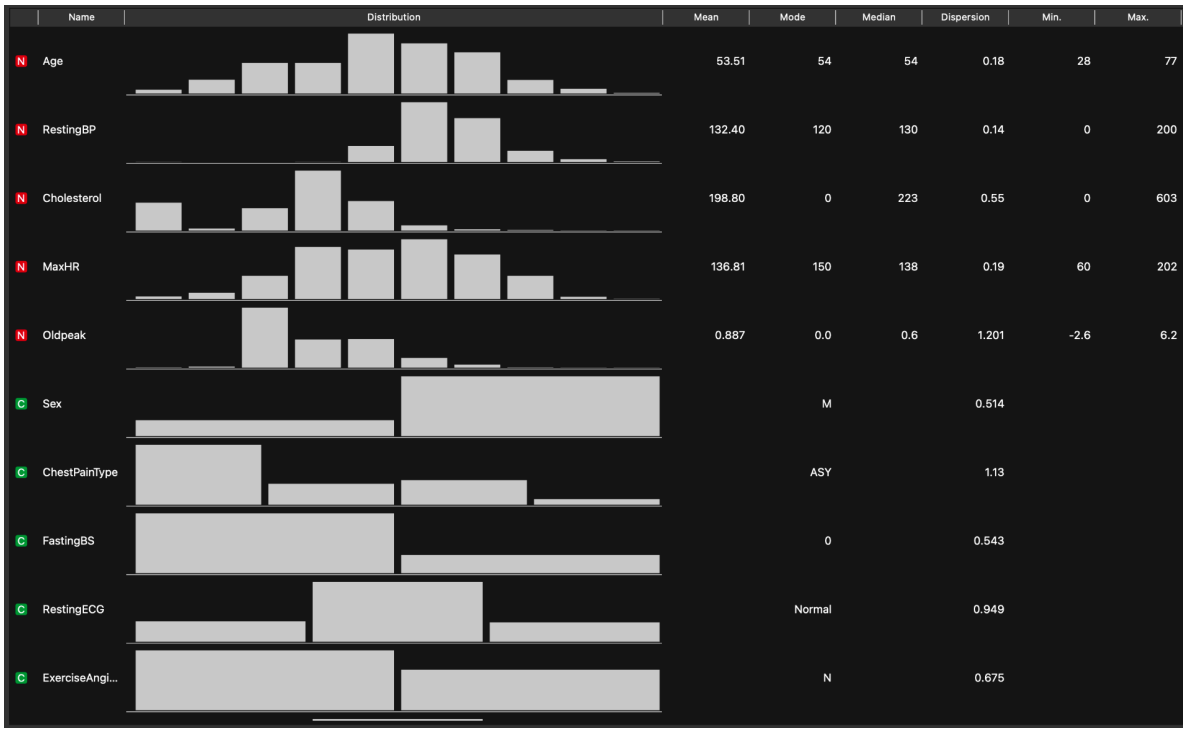 Name Distribution Mean Mode Median Dispersion Min. Max.
N Age 53.51 54 54 0.18 28 77
N RestingBP 132.40 120 130 0.14 0 200
N Cholesterol 198.80 0 223 0.55 0 603
N MaxHR 136.81 150 138 0.19 60 202
N Oldpeak 0.887 0.0 0.6 1.201 -2.6 6.2
C Sex M 0.514
C ChestPainType ASY 1.13
C FastingBS 0 0.543
C RestingECG Normal 0.949
C ExerciseAngi... N 0.675